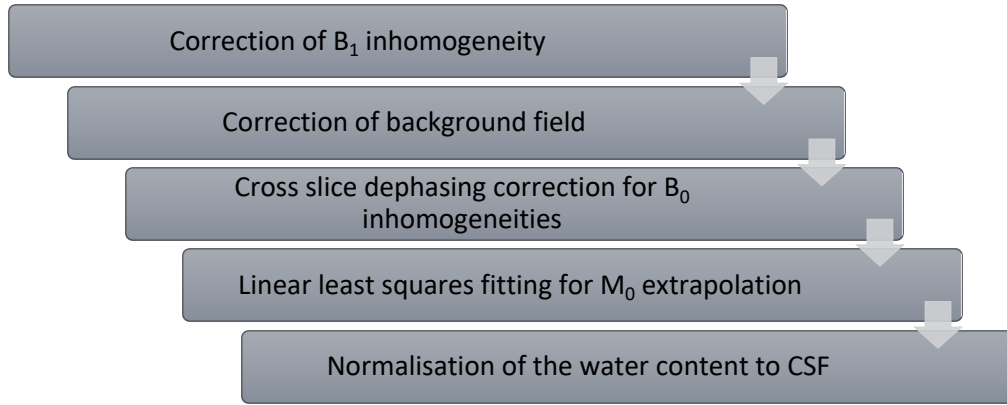 Correction of B₁ inhomogeneity
Correction of background field
Cross slice dephasing correction for B₀
inhomogeneities
Linear least squares fitting for M₀ extrapolation
Normalisation of the water content to CSF